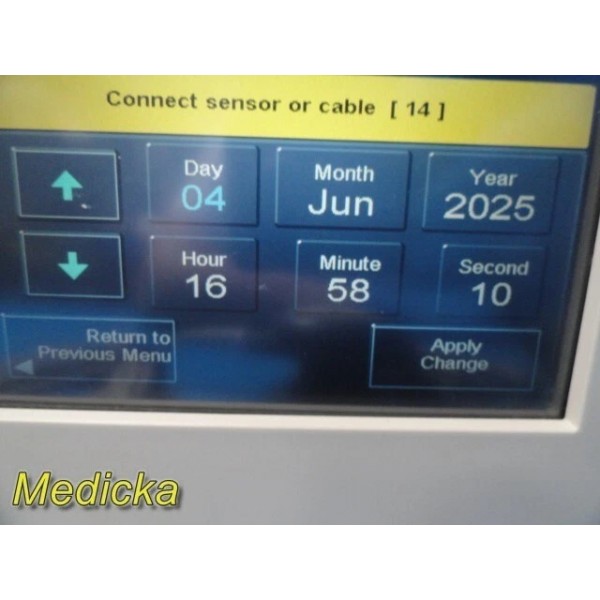 Connect sensor or cable [ 14 ]
Day
04
Month
Jun
Year
2025
Hour
16
Minute
58
Second
10
Return to
Previous Menu
Apply
Change
Medicka